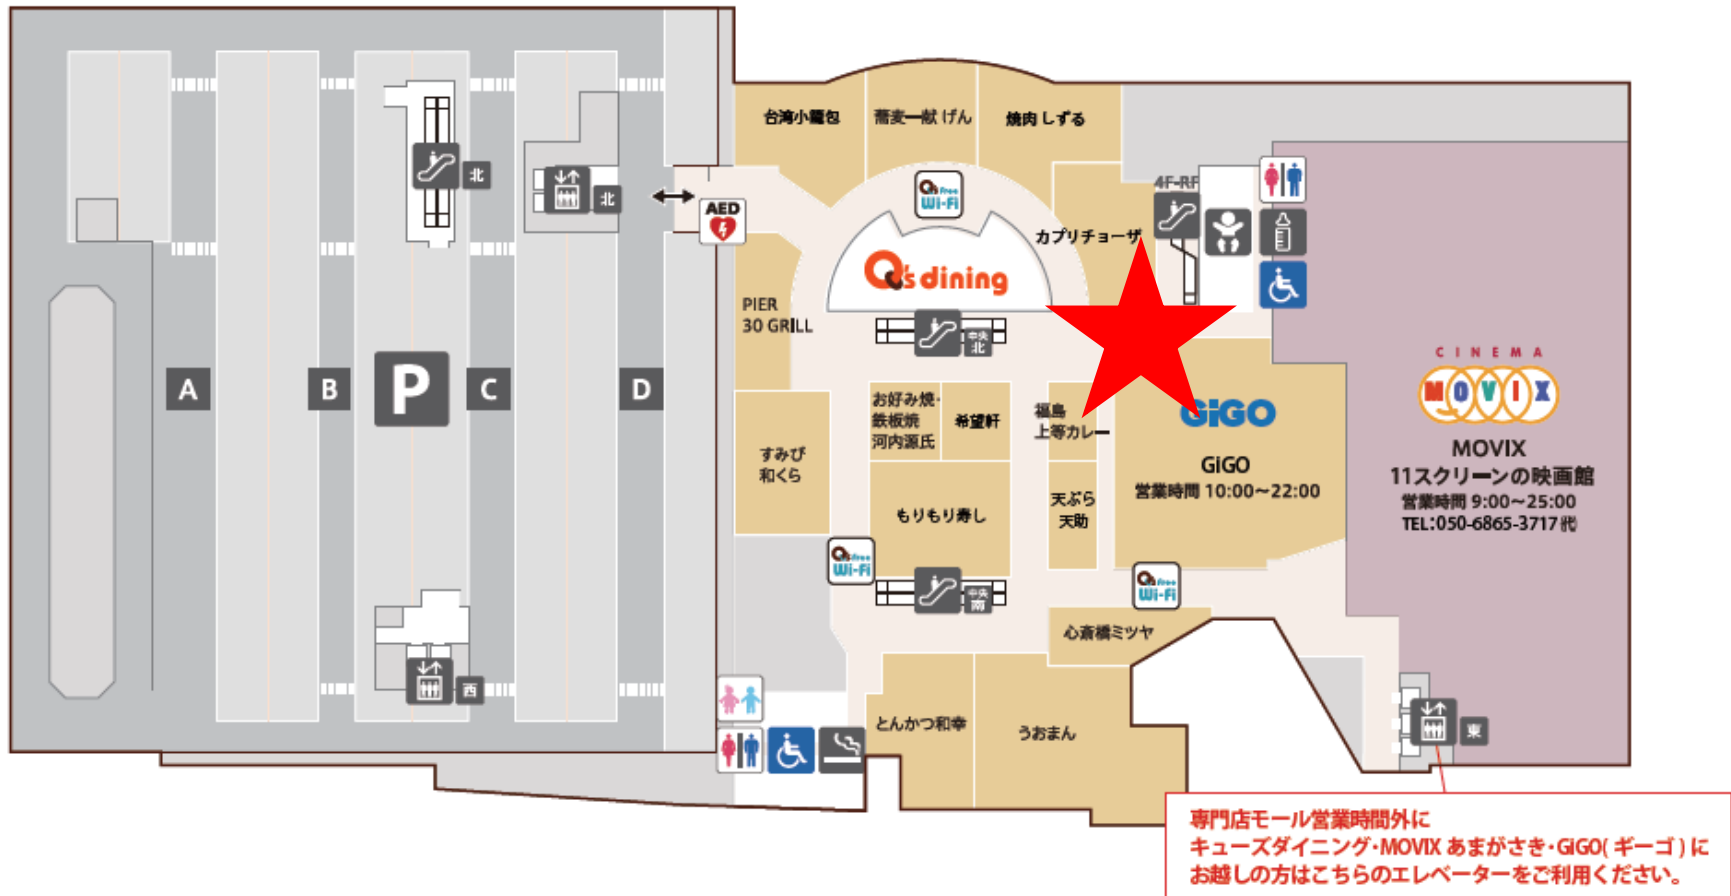 台湾小籠包
蕎麦一献 げん
焼肉 しずる
北
北
AED
Q's Free
Wi-Fi
4F-RF
カプリチョーザ
Q's dining
PIER
30 GRILL
中央
北
A
B
P
C
D
お好み焼・
鉄板焼
河内源氏
希望軒
福島
上等カレー
GiGO
GiGO
営業時間 10:00〜22:00
CINEMA
MOVIX
MOVIX
11スクリーンの映画館
営業時間 9:00〜25:00
TEL:050-6865-3717 代
すみび
和くら
もりもり寿し
天ぷら
天助
Q's Free
Wi-Fi
中央
南
Q's Free
Wi-Fi
心斎橋ミツヤ
西
とんかつ和幸
うおまん
東
専門店モール営業時間外に
キューズダイニング・MOVIX あまがさき・GiGO( ギーゴ ) に
お越しの方はこちらのエレベーターをご利用ください。